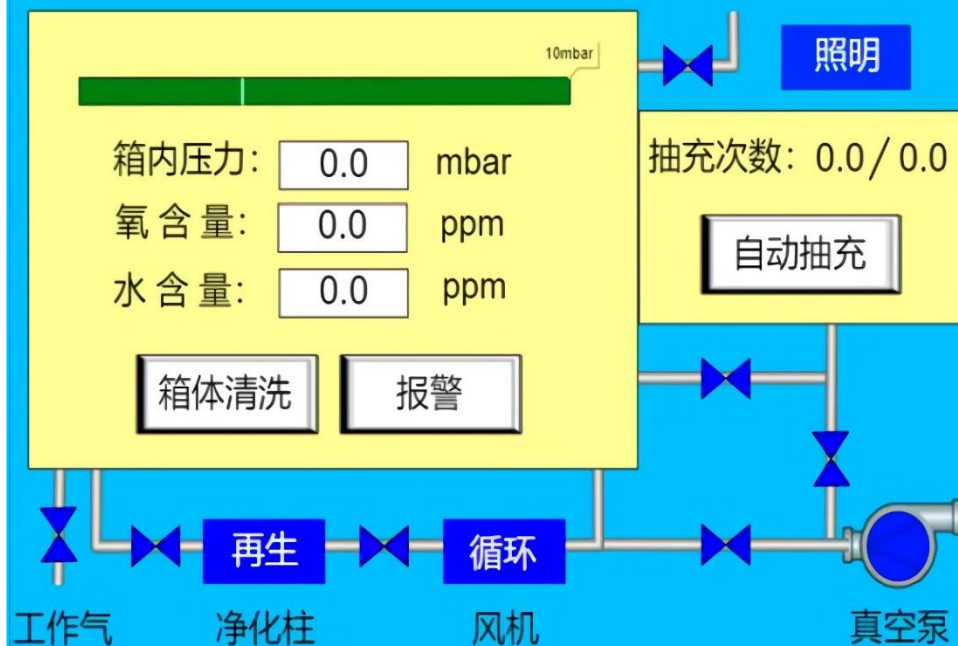 10mbar
照明
箱内压力： 0.0 mbar
氧含量： 0.0 ppm
水含量： 0.0 ppm
抽充次数：0.0/0.0
自动抽充
箱体清洗
报警
再生
循环
工作气
净化柱
风机
真空泵